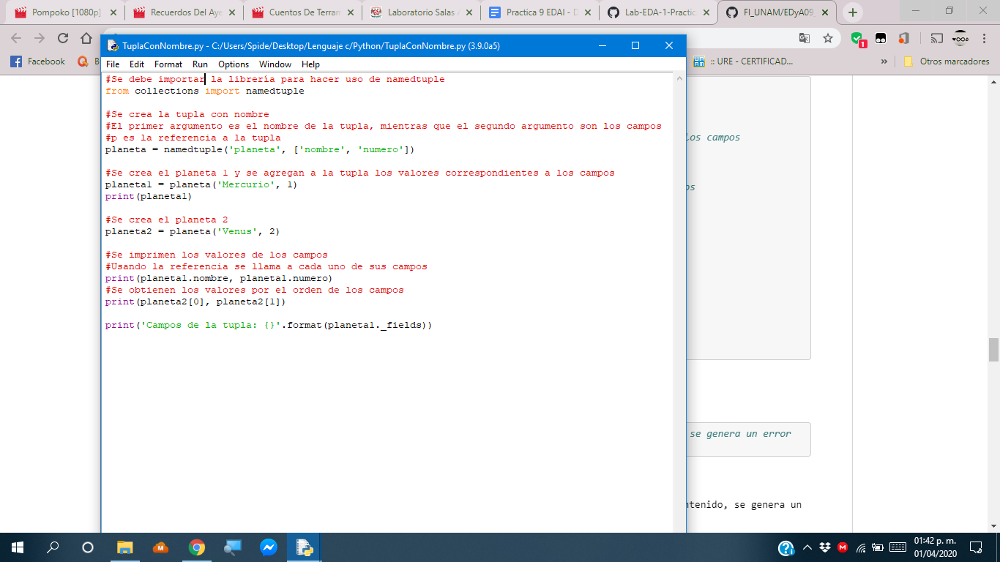 Pompoko [1080p]
Recuerdos Del Aye
Cuentos De Terram
Laboratorio Salas A
Practica 9 EDAI - D
Lab-EDA-1-Practic
FI_UNAM/EDyA09
TuplaConNombre.py - C:/Users/Spide/Desktop/Lenguaje c/Python/TuplaConNombre.py (3.9.0a5)
1
File Edit Format Run Options Window Help
Facebook
B
:: URE - CERTIFICAD...
»
Otros marcadores
#Se debe importar la librería para hacer uso de namedtuple
from collections import namedtuple
#Se crea la tupla con nombre
#El primer argumento es el nombre de la tupla, mientras que el segundo argumento son los campos
#p es la referencia a la tupla
planeta = namedtuple('planeta', ['nombre', 'numero'])
#Se crea el planeta 1 y se agregan a la tupla los valores correspondientes a los campos
planeta1 = planeta('Mercurio', 1)
print(planeta1)
#Se crea el planeta 2
planeta2 = planeta('Venus', 2)
#Se imprimen los valores de los campos
#Usando la referencia se llama a cada uno de sus campos
print(planeta1.nombre, planeta1.numero)
#Se obtienen los valores por el orden de los campos
print(planeta2[0], planeta2[1])
print('Campos de la tupla: {}'.format(planeta1._fields))
los campos
os
se genera un error
ntenido, se genera un
01:42 p. m.
01/04/2020